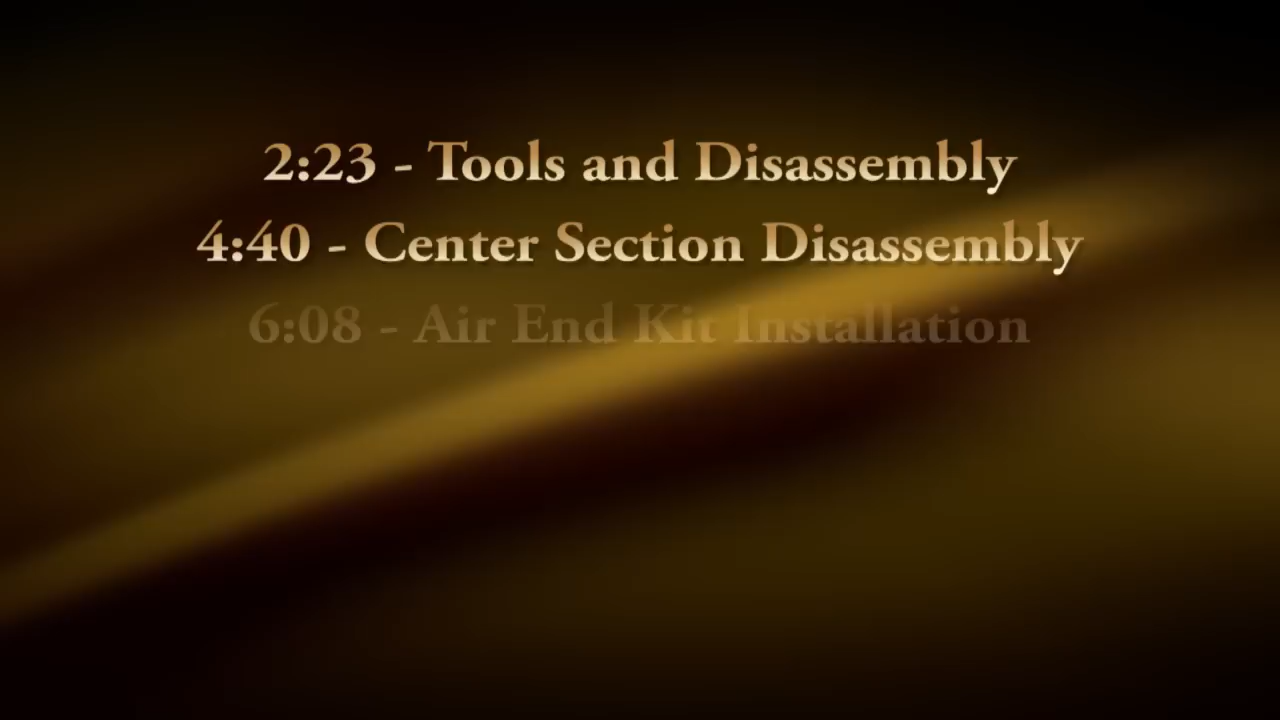 2:23 - Tools and Disassembly
4:40 - Center Section Disassembly
6:08 - Air End Kit Installation